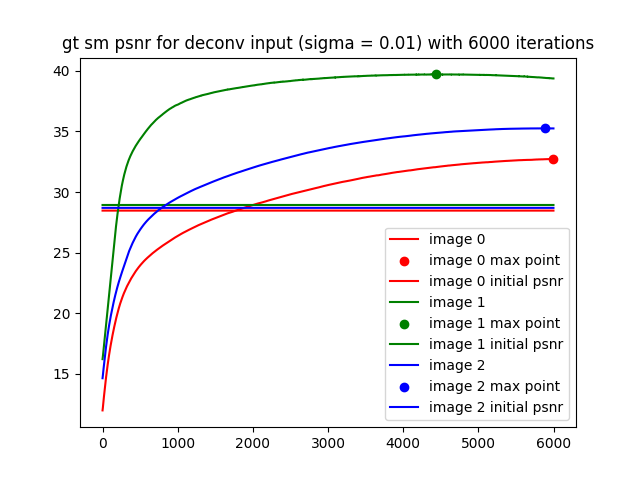 gt sm psnr for deconv input (sigma = 0.01) with 6000 iterations
40
35
30
25
20
15
0
1000
2000
3000
4000
5000
6000
image 0
image 0 max point
image 0 initial psnr
image 1
image 1 max point
image 1 initial psnr
image 2
image 2 max point
image 2 initial psnr